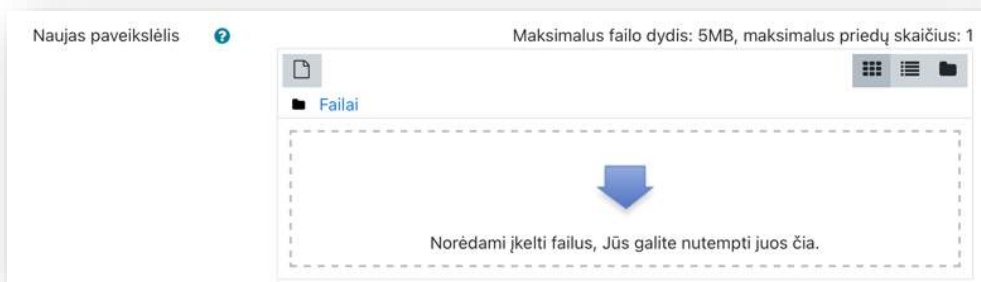 Naujas paveikslėlis
Maksimalus failo dydis: 5MB, maksimalus priedų skaičius: 1
Failai
Norėdami įkelti failus, Jūs galite nutempti juos čia.